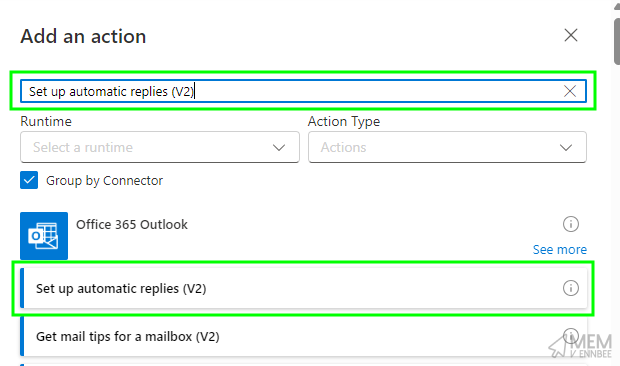 Add an action
Set up automatic replies (V2)
Runtime
Action Type
Select a runtime
Actions
Group by Connector
Office 365 Outlook
See more
Set up automatic replies (V2)
Get mail tips for a mailbox (V2)
MEM
V ENNBEE